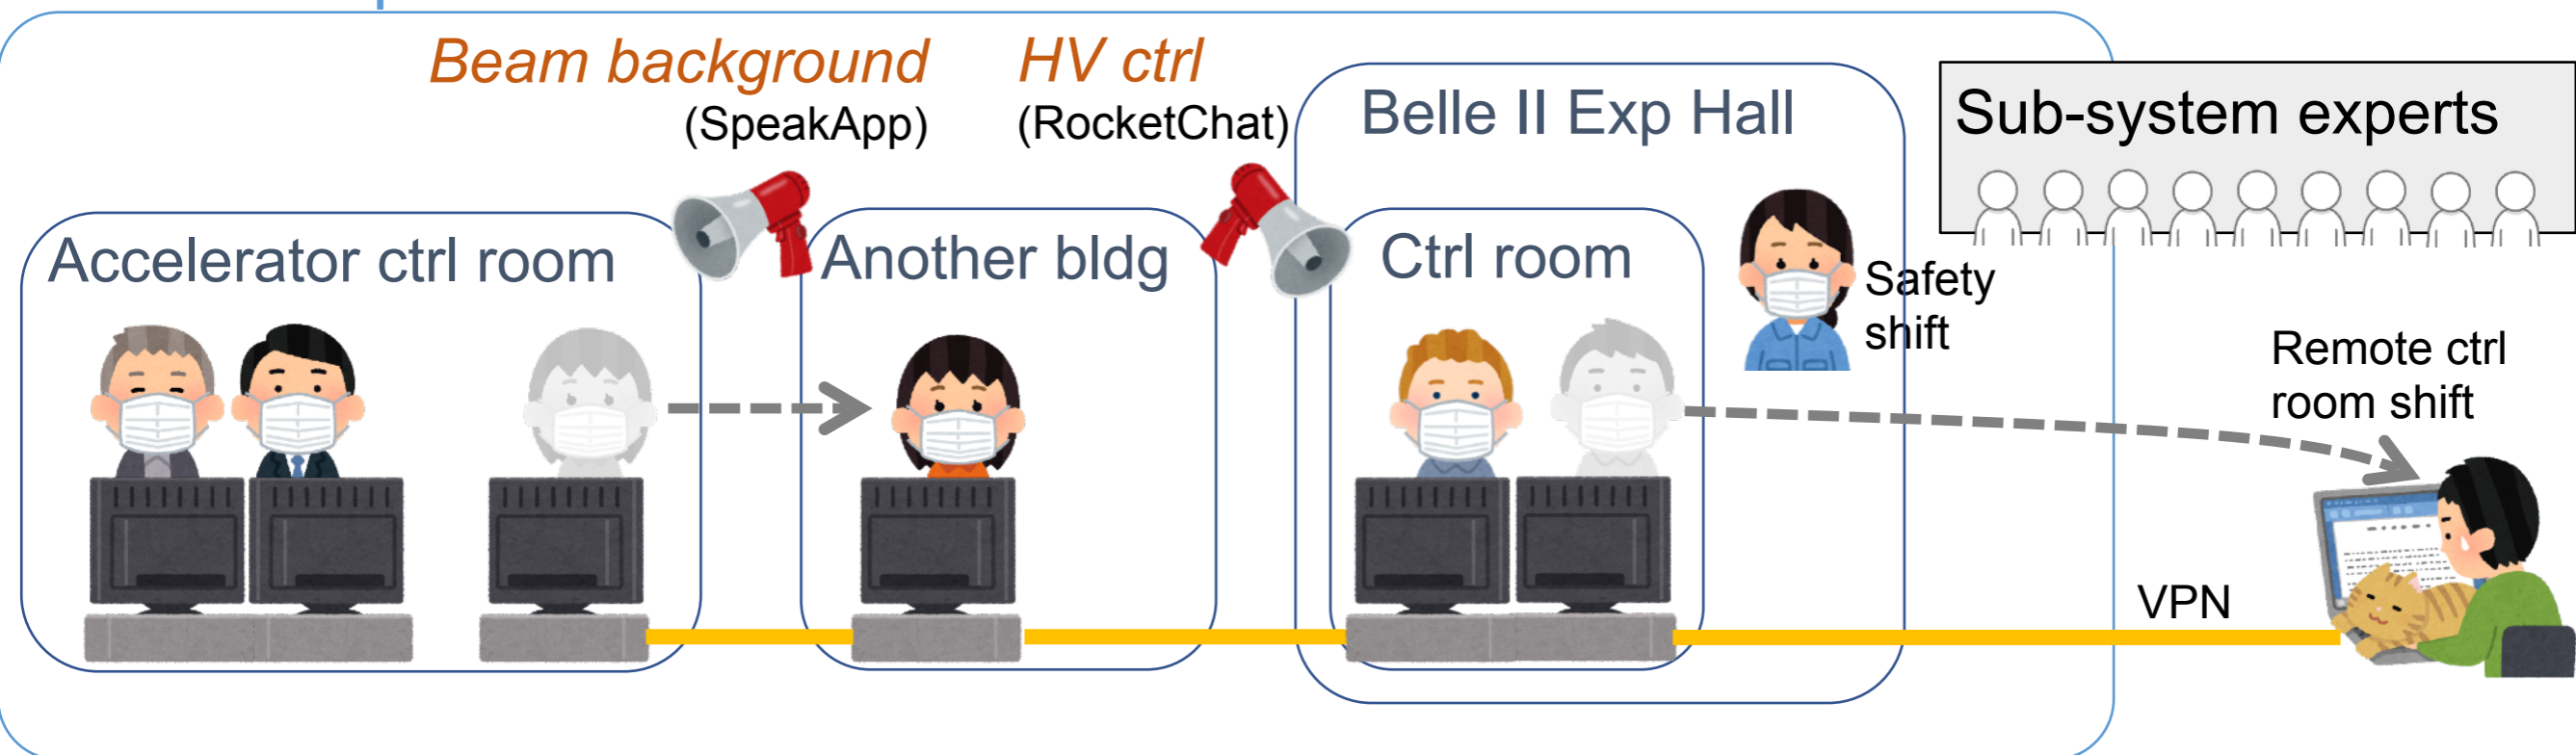 Beam background
(SpeakApp)
HV ctrl
(RocketChat)
Belle II Exp Hall
Sub-system experts
Accelerator ctrl room
Another bldg
Ctrl room
Safety
shift
Remote ctrl
room shift
VPN